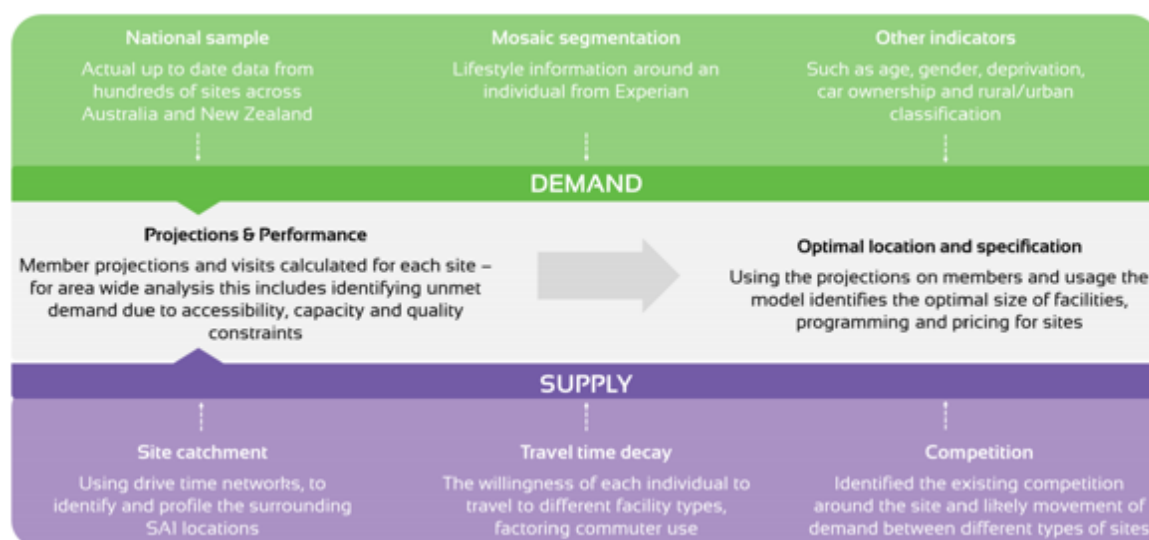 National sample
Actual up to date data from
hundreds of sites across
Australia and New Zealand
Mosaic segmentation
Lifestyle information around an
individual from Experian
Other indicators
Such as age, gender, deprivation,
car ownership and rural/urban
classification
DEMAND
Projections & Performance
Member projections and visits calculated for each site –
for area wide analysis this includes identifying unmet
demand due to accessibility, capacity and quality
constraints
Optimal location and specification
Using the projections on members and usage the
model identifies the optimal size of facilities,
programming and pricing for sites
SUPPLY
Site catchment
Using drive time networks, to
identify and profile the surrounding
SA1 locations
Travel time decay
The willingness of each individual to
travel to different facility types,
factoring commuter use
Competition
Identified the existing competition
around the site and likely movement of
demand between different types of sites